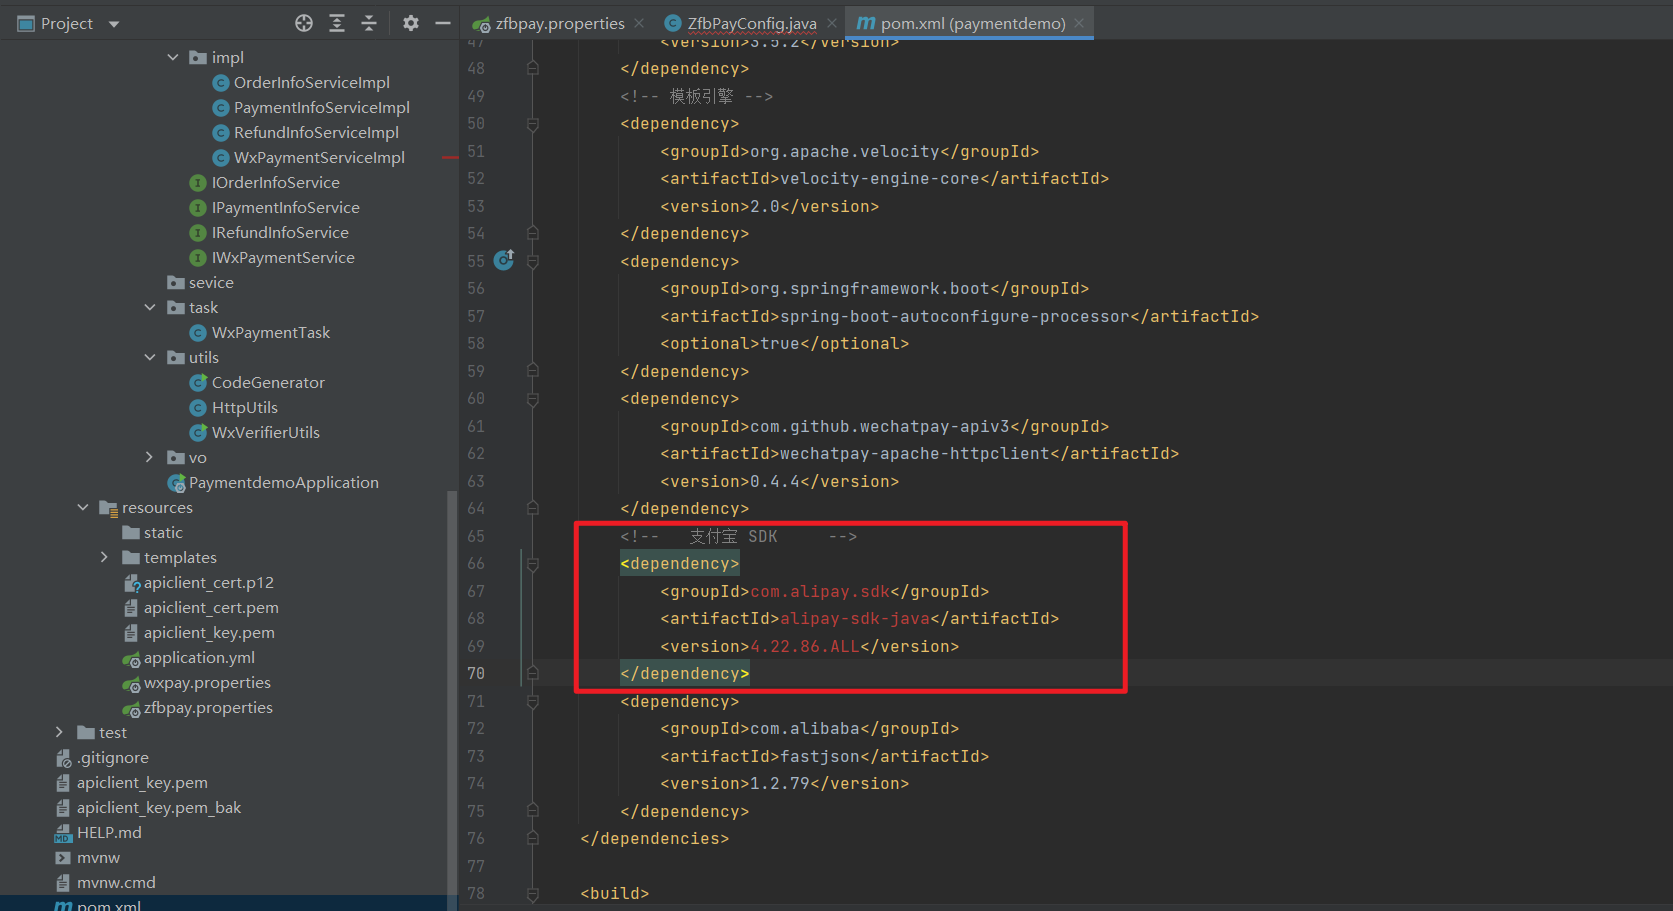 Project
impl
OrderInfoServiceImpl
PaymentInfoServiceImpl
RefundInfoServiceImpl
WxPaymentServiceImpl
IOrderInfoService
IPaymentInfoService
IRefundInfoService
IWxPaymentService
sevice
task
WxPaymentTask
utils
CodeGenerator
HttpUtils
WxVerifierUtils
vo
PaymentdemoApplication
resources
static
templates
apiclient_cert.p12
apiclient_cert.pem
apiclient_key.pem
application.yml
wxpay.properties
zfbpay.properties
test
.gitignore
apiclient_key.pem
apiclient_key.pem_bak
HELP.md
mvnw
mvnw.cmd
pom.xml
zfbpay.properties
ZfbPayConfig.java
pom.xml (paymentdemo)
47 <version>3.5.2</version>
48 </dependency>
49 <!-- 模板引擎 -->
50 <dependency>
51 <groupId>org.apache.velocity</groupId>
52 <artifactId>velocity-engine-core</artifactId>
53 <version>2.0</version>
54 </dependency>
55 <dependency>
56 <groupId>org.springframework.boot</groupId>
57 <artifactId>spring-boot-autoconfigure-processor</artifactId>
58 <optional>true</optional>
59 </dependency>
60 <dependency>
61 <groupId>com.github.wechatpay-apiv3</groupId>
62 <artifactId>wechatpay-apache-httpclient</artifactId>
63 <version>0.4.4</version>
64 </dependency>
65 <!-- 支付宝 SDK -->
66 <dependency>
67 <groupId>com.alipay.sdk</groupId>
68 <artifactId>alipay-sdk-java</artifactId>
69 <version>4.22.86.ALL</version>
70 </dependency>
71 <dependency>
72 <groupId>com.alibaba</groupId>
73 <artifactId>fastjson</artifactId>
74 <version>1.2.79</version>
75 </dependency>
76 </dependencies>
77
78 <build>